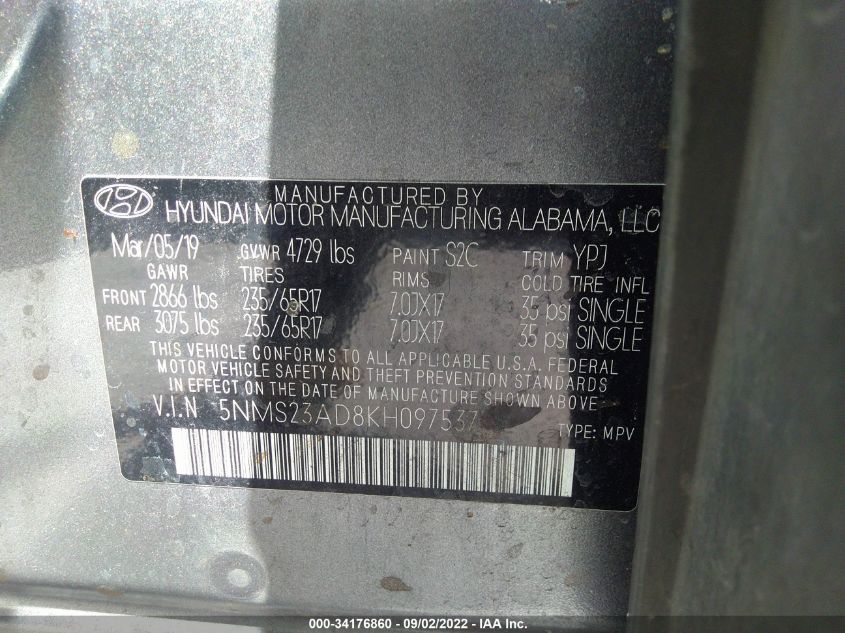 MANUFACTURED BY
HYUNDAI MOTOR MANUFACTURING ALABAMA, LLC
Mar/05/19 GVWR 4729 lbs PAINT S2C TRIM YPJ
GAWR TIRES RIMS COLD TIRE INFL
FRONT 2866 lbs 235/65R17 7.0JX17 35 psi SINGLE
REAR 3075 lbs 235/65R17 7.0JX17 35 psi SINGLE
THIS VEHICLE CONFORMS TO ALL APPLICABLE U.S.A. FEDERAL
MOTOR VEHICLE SAFETY AND THEFT PREVENTION STANDARDS
IN EFFECT ON THE DATE OF MANUFACTURE SHOWN ABOVE.
V.I.N 5NMS23AD8KH097537
TYPE: MPV
000-34176860 - 09/02/2022 - IAA Inc.